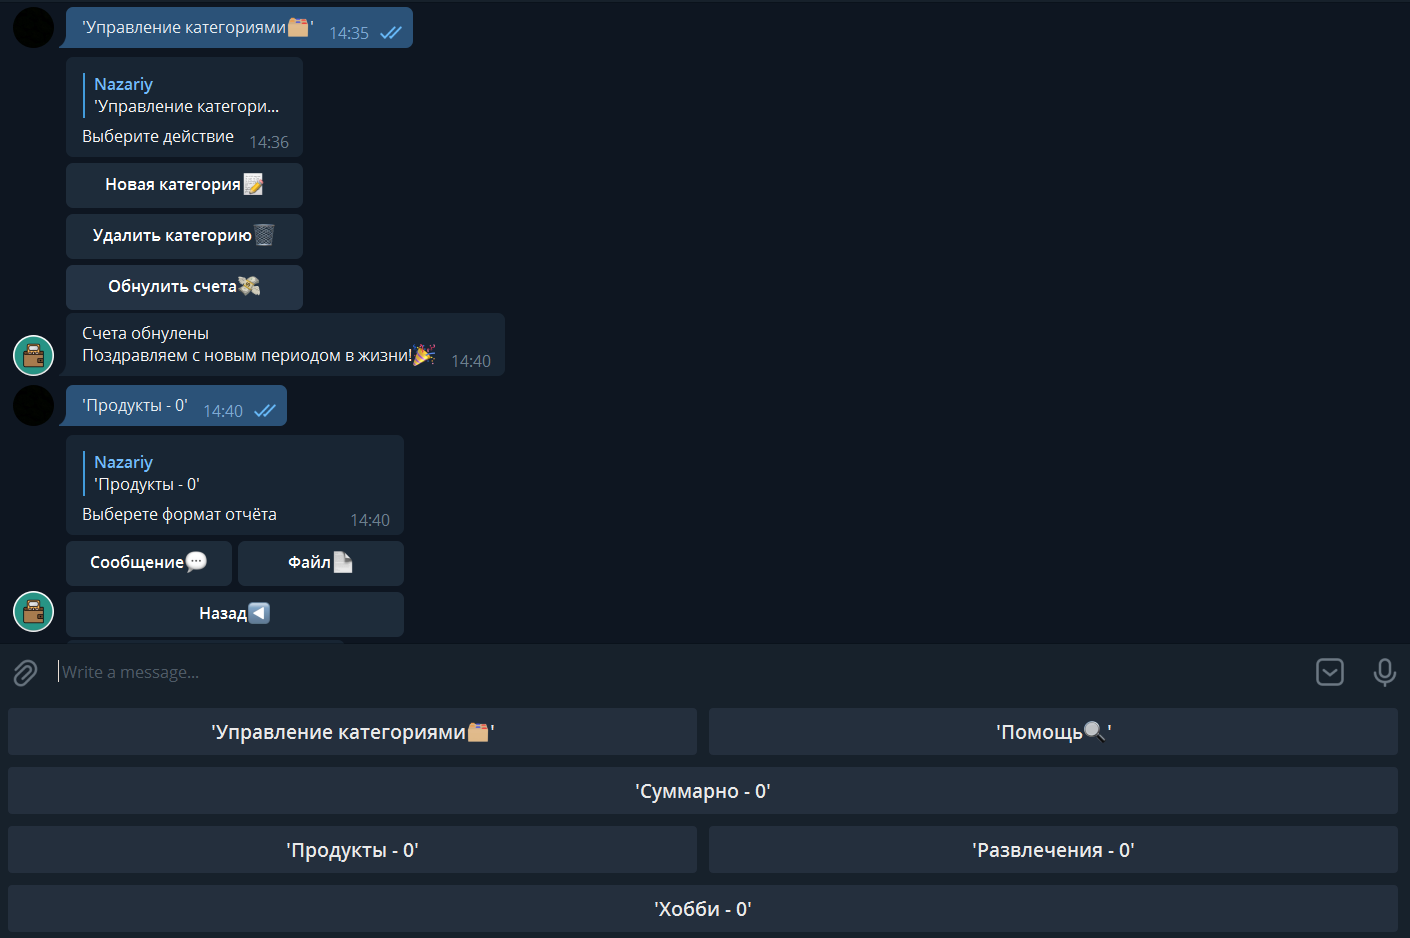 'Управление категориями🗂️'
14:35
Nazariy
'Управление категори...
Выберите действие
14:36
Новая категория📝
Удалить категорию🗑️
Обнулить счета💸
Счета обнулены
Поздравляем с новым периодом в жизни!🎉
14:40
'Продукты - 0'
14:40
Nazariy
'Продукты - 0'
Выберете формат отчёта
14:40
Сообщение💬
Файл📄
Назад◀️
Write a message...
'Управление категориями🗂️'
'Помощь🔍'
'Суммарно - 0'
'Продукты - 0'
'Развлечения - 0'
'Хобби - 0'